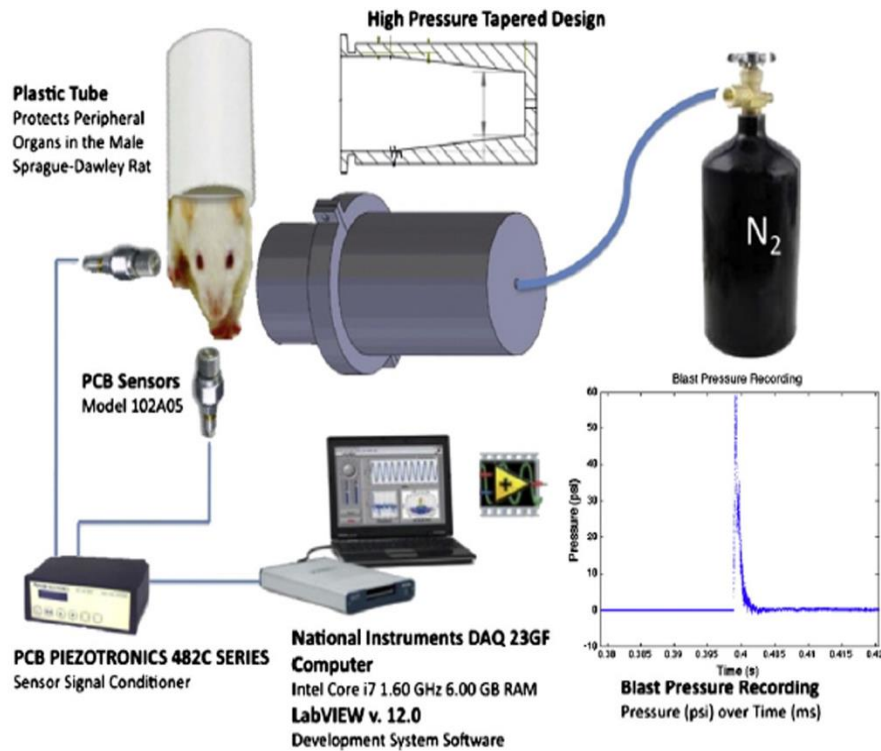 High Pressure Tapered Design
Plastic Tube
Protects Peripheral
Organs in the Male
Sprague-Dawley Rat
N2
PCB Sensors
Model 102A05
Blast Pressure Recording
60
50
40
30
20
10
0
-10
Pressure (psi)
0.38
0.385
0.39
0.395
0.4
0.405
0.41
0.415
0.42
Time (s)
PCB PIEZOTRONICS 482C SERIES
Sensor Signal Conditioner
National Instruments DAQ 23GF
Computer
Intel Core i7 1.60 GHz 6.00 GB RAM
LabVIEW v. 12.0
Development System Software
Blast Pressure Recording
Pressure (psi) over Time (ms)